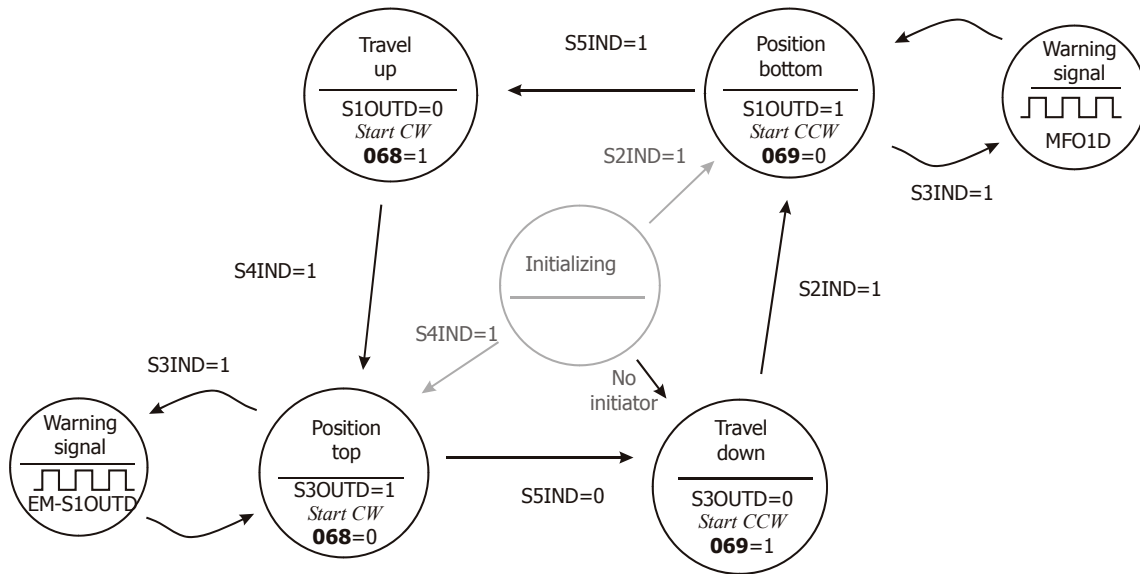 Travel
up
S1OUTD=0
Start CW
068=1
S5IND=1
Position
bottom
S1OUTD=1
Start CCW
069=0
Warning
signal
MFO1D
S3IND=1
S2IND=1
Initializing
S4IND=1
S2IND=1
S4IND=1
No
initiator
S3IND=1
Warning
signal
EM-S1OUTD
Position
top
S3OUTD=1
Start CW
068=0
S5IND=0
Travel
down
S3OUTD=0
Start CCW
069=1